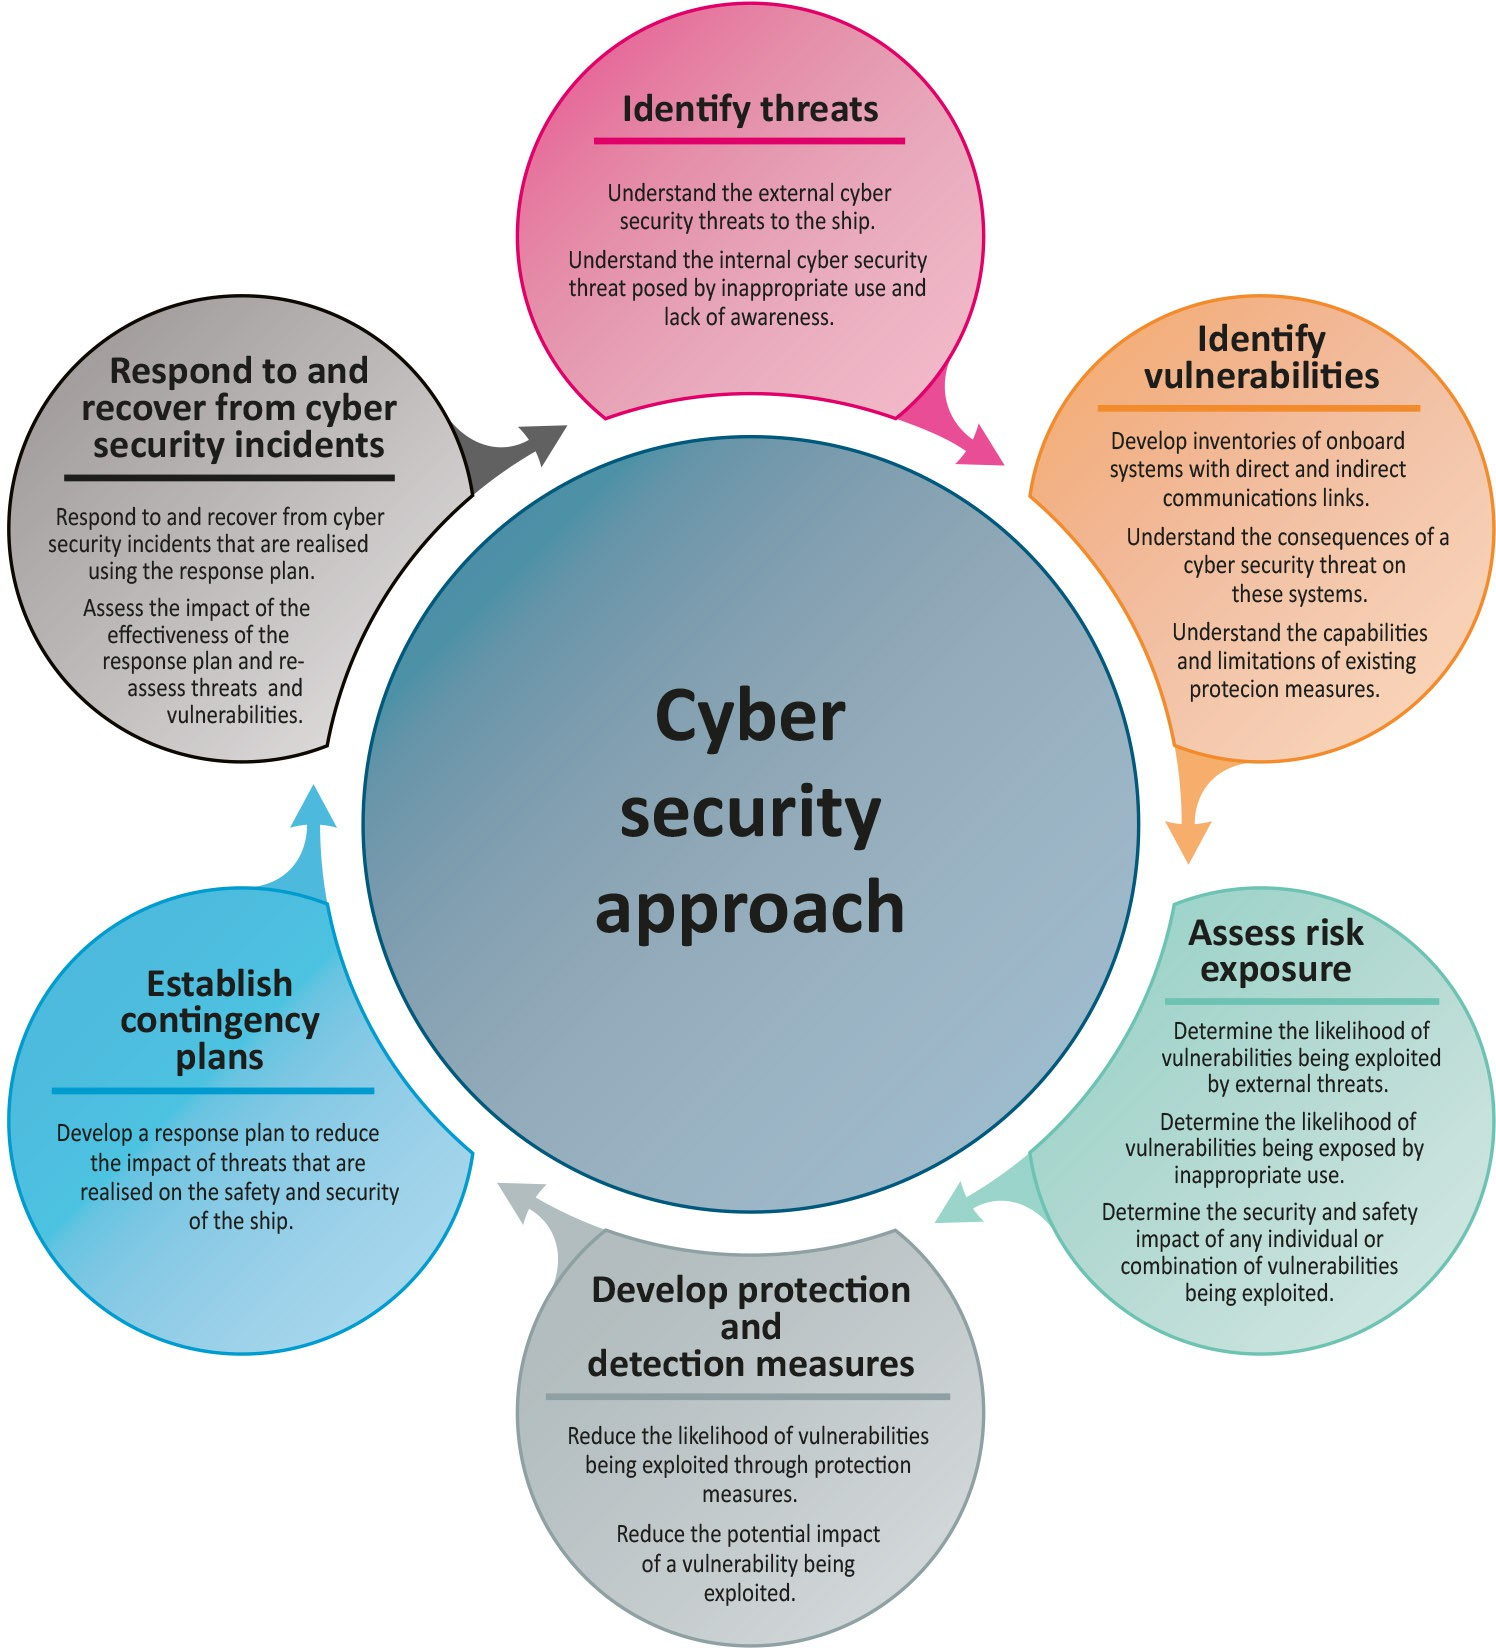 Identify threats
Understand the external cyber
security threats to the ship.
Understand the internal cyber security
threat posed by inappropriate use and
lack of awareness.
Identify
vulnerabilities
Develop inventories of onboard
systems with direct and indirect
communications links.
Understand the consequences of a
cyber security threat on
these systems.
Understand the capabilities
and limitations of existing
protecion measures.
Assess risk
exposure
Determine the likelihood of
vulnerabilities being exploited
by external threats.
Determine the likelihood of
vulnerabilities being exposed by
inappropriate use.
Determine the security and safety
impact of any individual or
combination of vulnerabilities
being exploited.
Develop protection
and
detection measures
Reduce the likelihood of vulnerabilities
being exploited through protection
measures.
Reduce the potential impact
of a vulnerability being
exploited.
Establish
contingency
plans
Develop a response plan to reduce
the impact of threats that are
realised on the safety and security
of the ship.
Respond to and
recover from cyber
security incidents
Respond to and recover from cyber
security incidents that are realised
using the response plan.
Assess the impact of the
effectiveness of the
response plan and re-
assess threats and
vulnerabilities.
Cyber
security
approach